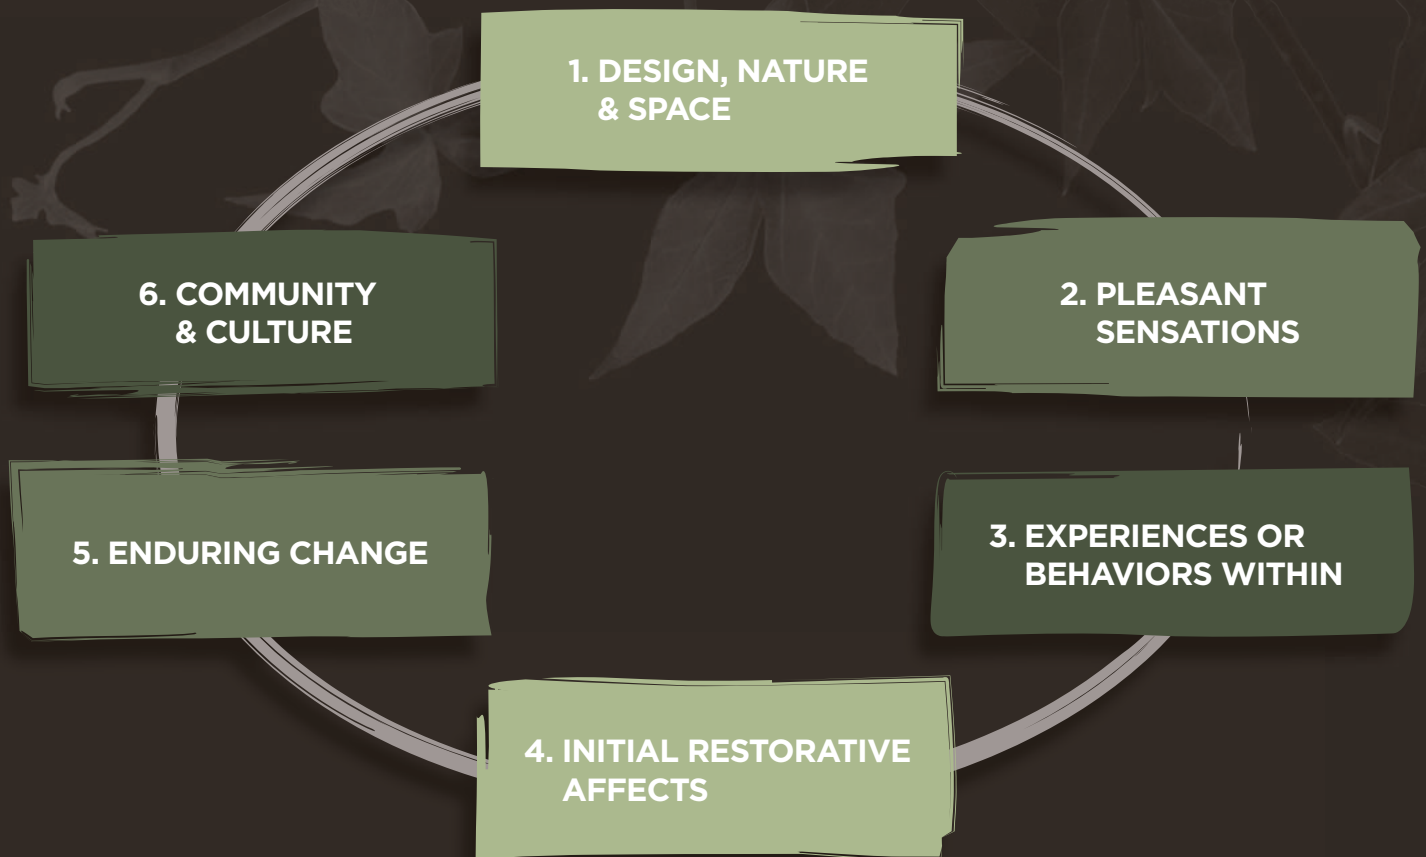 1. DESIGN, NATURE
& SPACE
2. PLEASANT
SENSATIONS
3. EXPERIENCES OR
BEHAVIORS WITHIN
4. INITIAL RESTORATIVE
AFFECTS
5. ENDURING CHANGE
6. COMMUNITY
& CULTURE